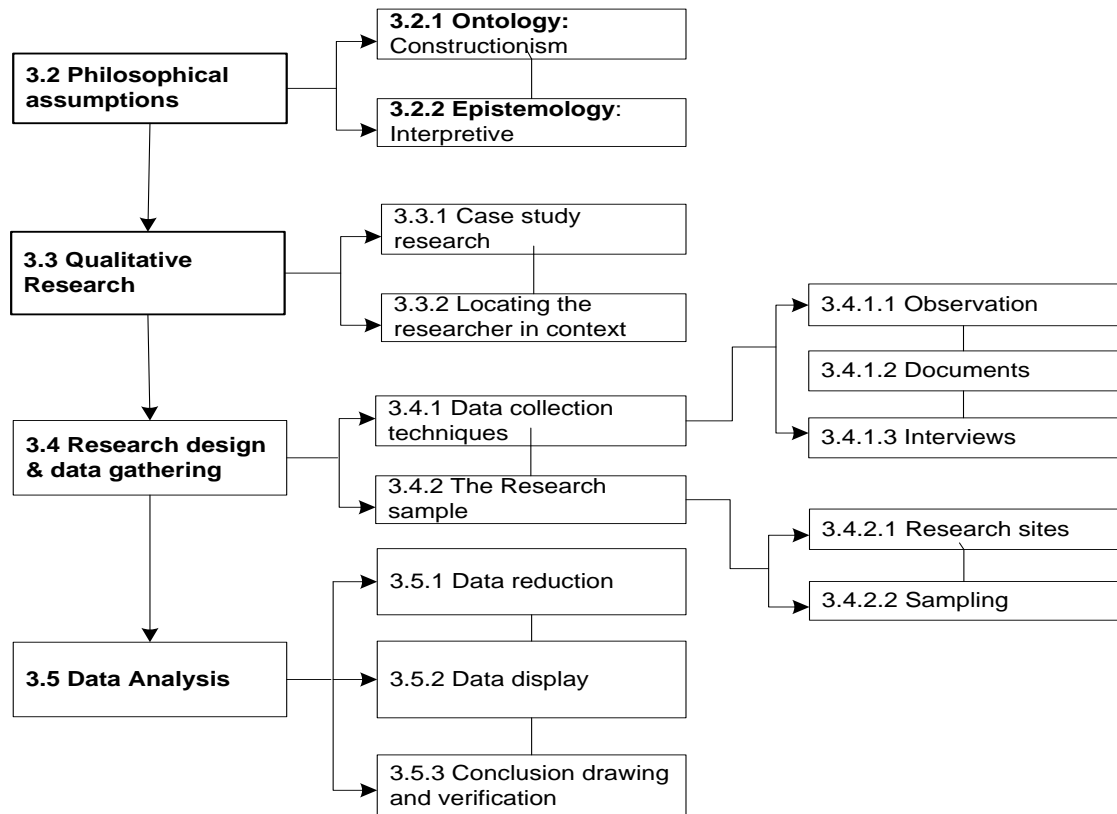 3.2 Philosophical
assumptions
3.2.1 Ontology:
Constructionism
3.2.2 Epistemology:
Interpretive
3.3 Qualitative
Research
3.3.1 Case study
research
3.3.2 Locating the
researcher in context
3.4 Research design
& data gathering
3.4.1 Data collection
techniques
3.4.1.1 Observation
3.4.1.2 Documents
3.4.1.3 Interviews
3.4.2 The Research
sample
3.4.2.1 Research sites
3.4.2.2 Sampling
3.5 Data Analysis
3.5.1 Data reduction
3.5.2 Data display
3.5.3 Conclusion drawing
and verification